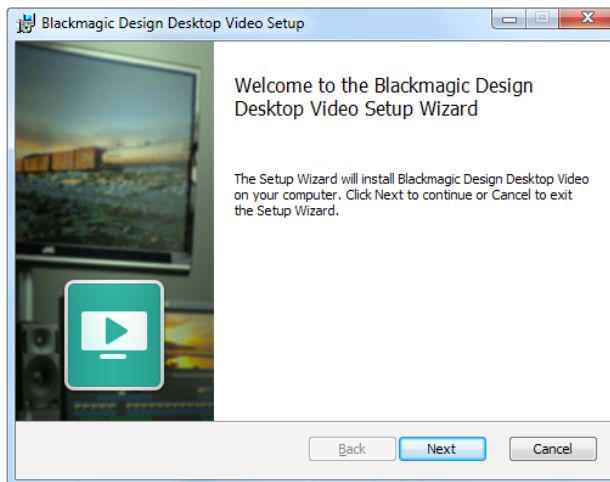 Blackmagic Design Desktop Video Setup
Welcome to the Blackmagic Design
Desktop Video Setup Wizard
The Setup Wizard will install Blackmagic Design Desktop Video
on your computer. Click Next to continue or Cancel to exit
the Setup Wizard.
JVC
Back
Next
Cancel